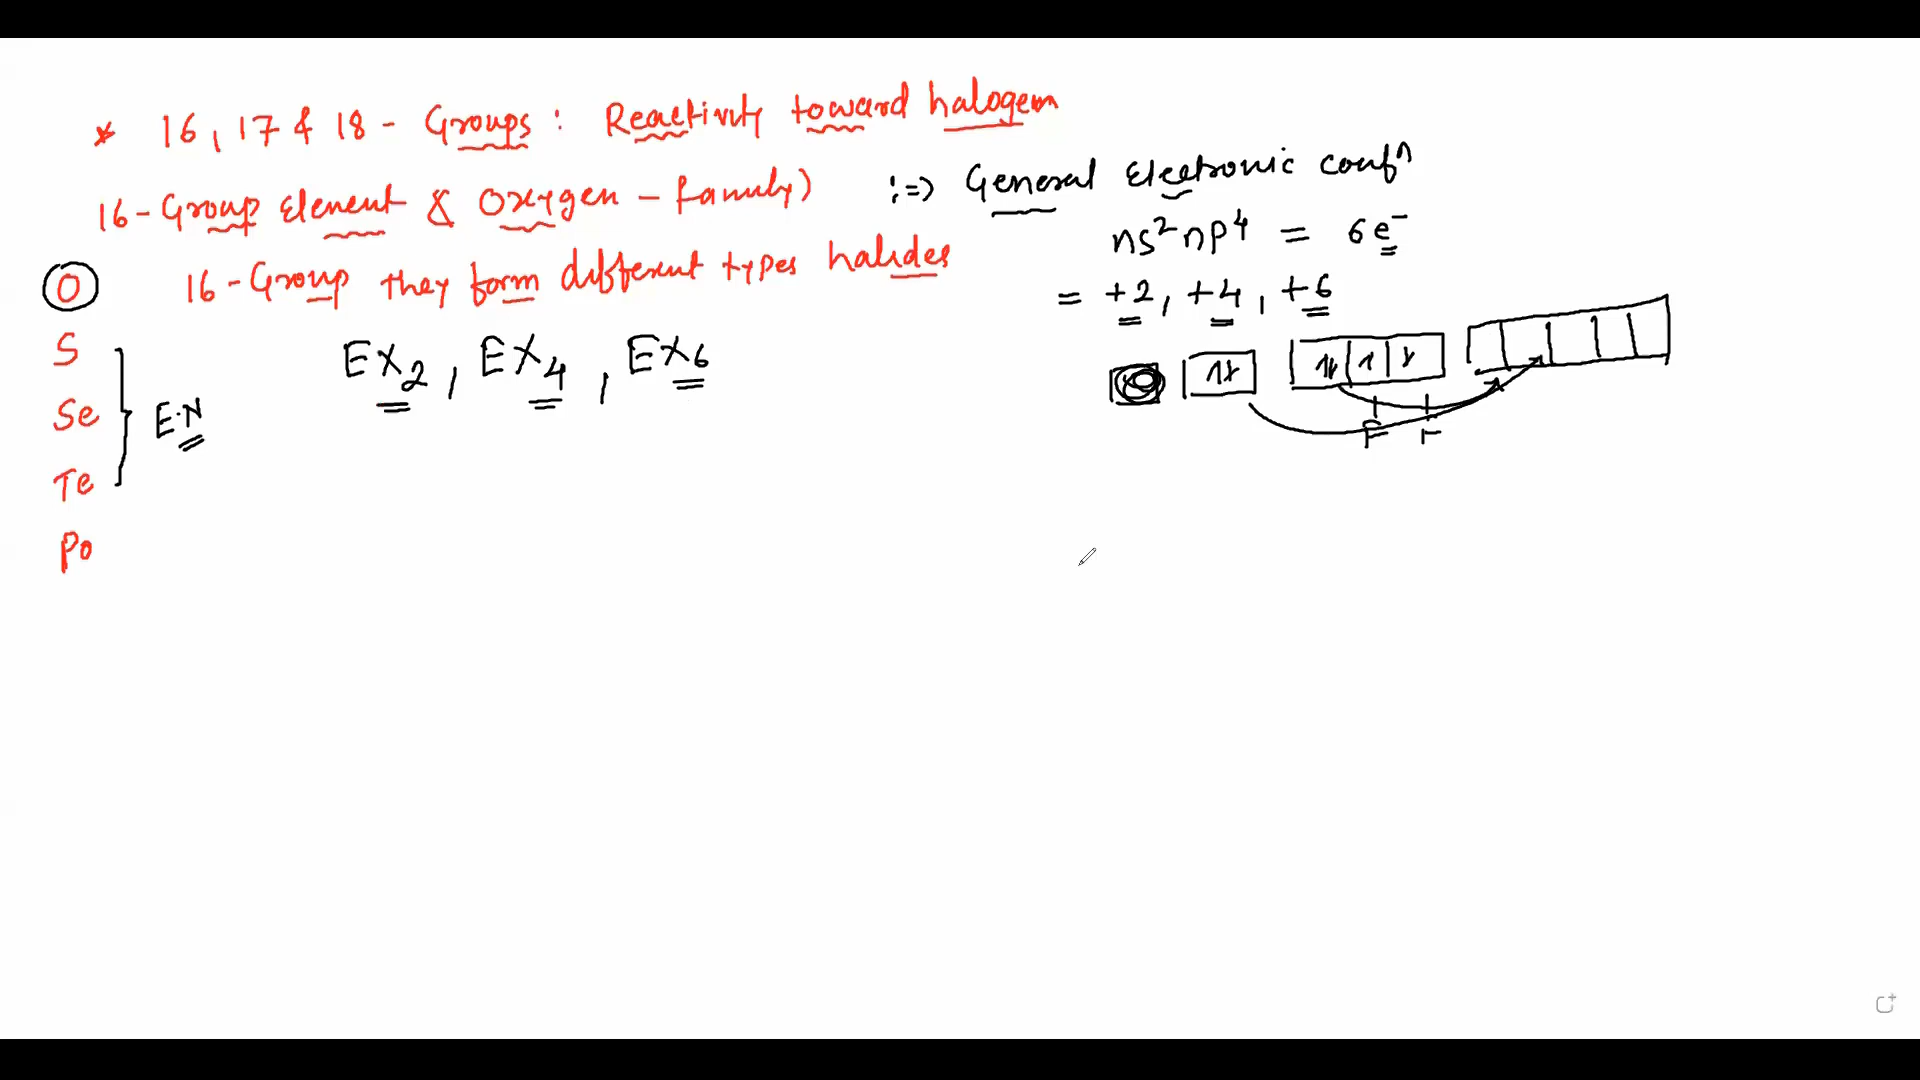 * 16, 17 & 18 - Groups : Reactivity toward halogen
16 - Group Element & Oxygen - family) :⇒ General Electronic confⁿ
ns²np⁴ = 6e⁻
O 16 - Group they form different types halides
= +2, +4, +6
S
EX₂, EX₄, EX₆
Se
E.N
F F
Te
Po